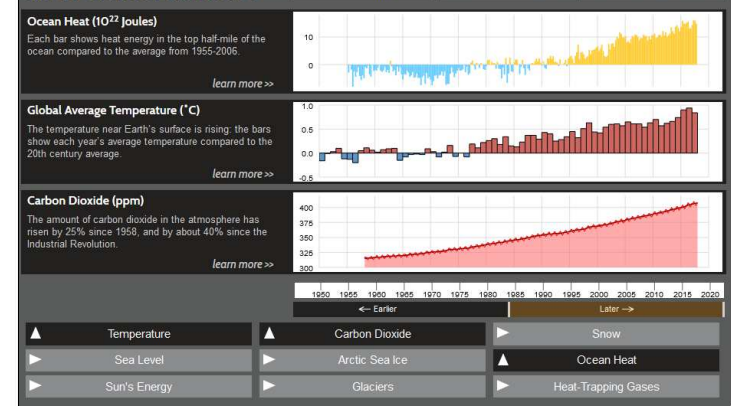 Ocean Heat (10²² Joules)
Each bar shows heat energy in the top half-mile of the
ocean compared to the average from 1955-2006.
learn more >>
10
0
Global Average Temperature (˚C)
The temperature near Earth's surface is rising: the bars
show each year's average temperature compared to the
20th century average.
learn more >>
1.0
0.5
0.0
-0.5
Carbon Dioxide (ppm)
The amount of carbon dioxide in the atmosphere has
risen by 25% since 1958, and by about 40% since the
Industrial Revolution.
learn more >>
400
375
350
325
300
1950 1955 1960 1965 1970 1975 1980 1985 1990 1995 2000 2005 2010 2015 2020
<-- Earlier Later -->
Temperature Carbon Dioxide Snow
Sea Level Arctic Sea Ice Ocean Heat
Sun's Energy Glaciers Heat-Trapping Gases